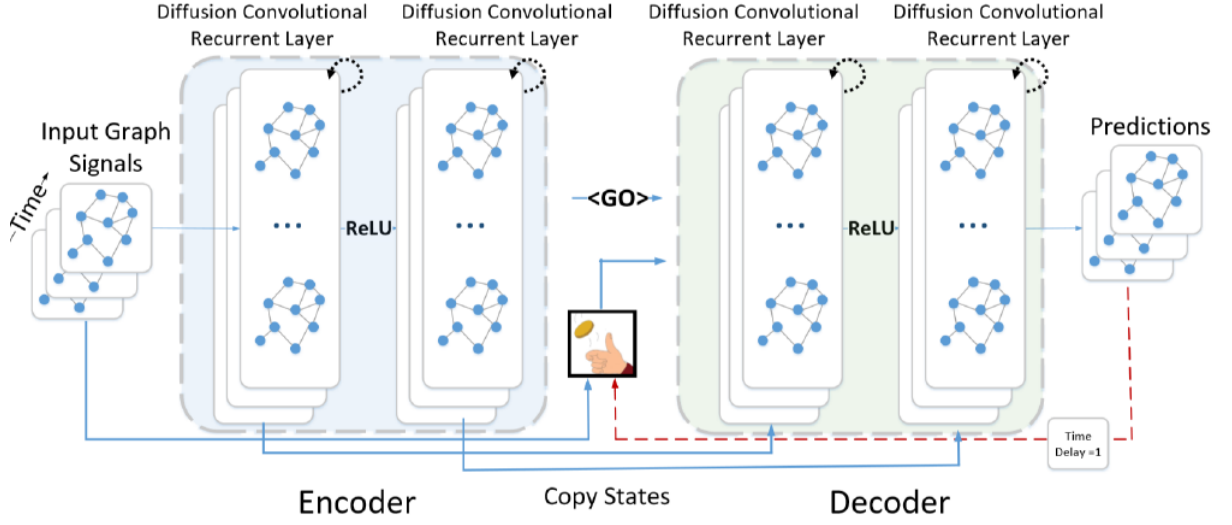 Diffusion Convolutional
Recurrent Layer
Diffusion Convolutional
Recurrent Layer
Diffusion Convolutional
Recurrent Layer
Diffusion Convolutional
Recurrent Layer
Input Graph
Signals
Time
...
ReLU
...
<GO>
...
ReLU
...
Predictions
Time
Delay =1
Encoder
Copy States
Decoder